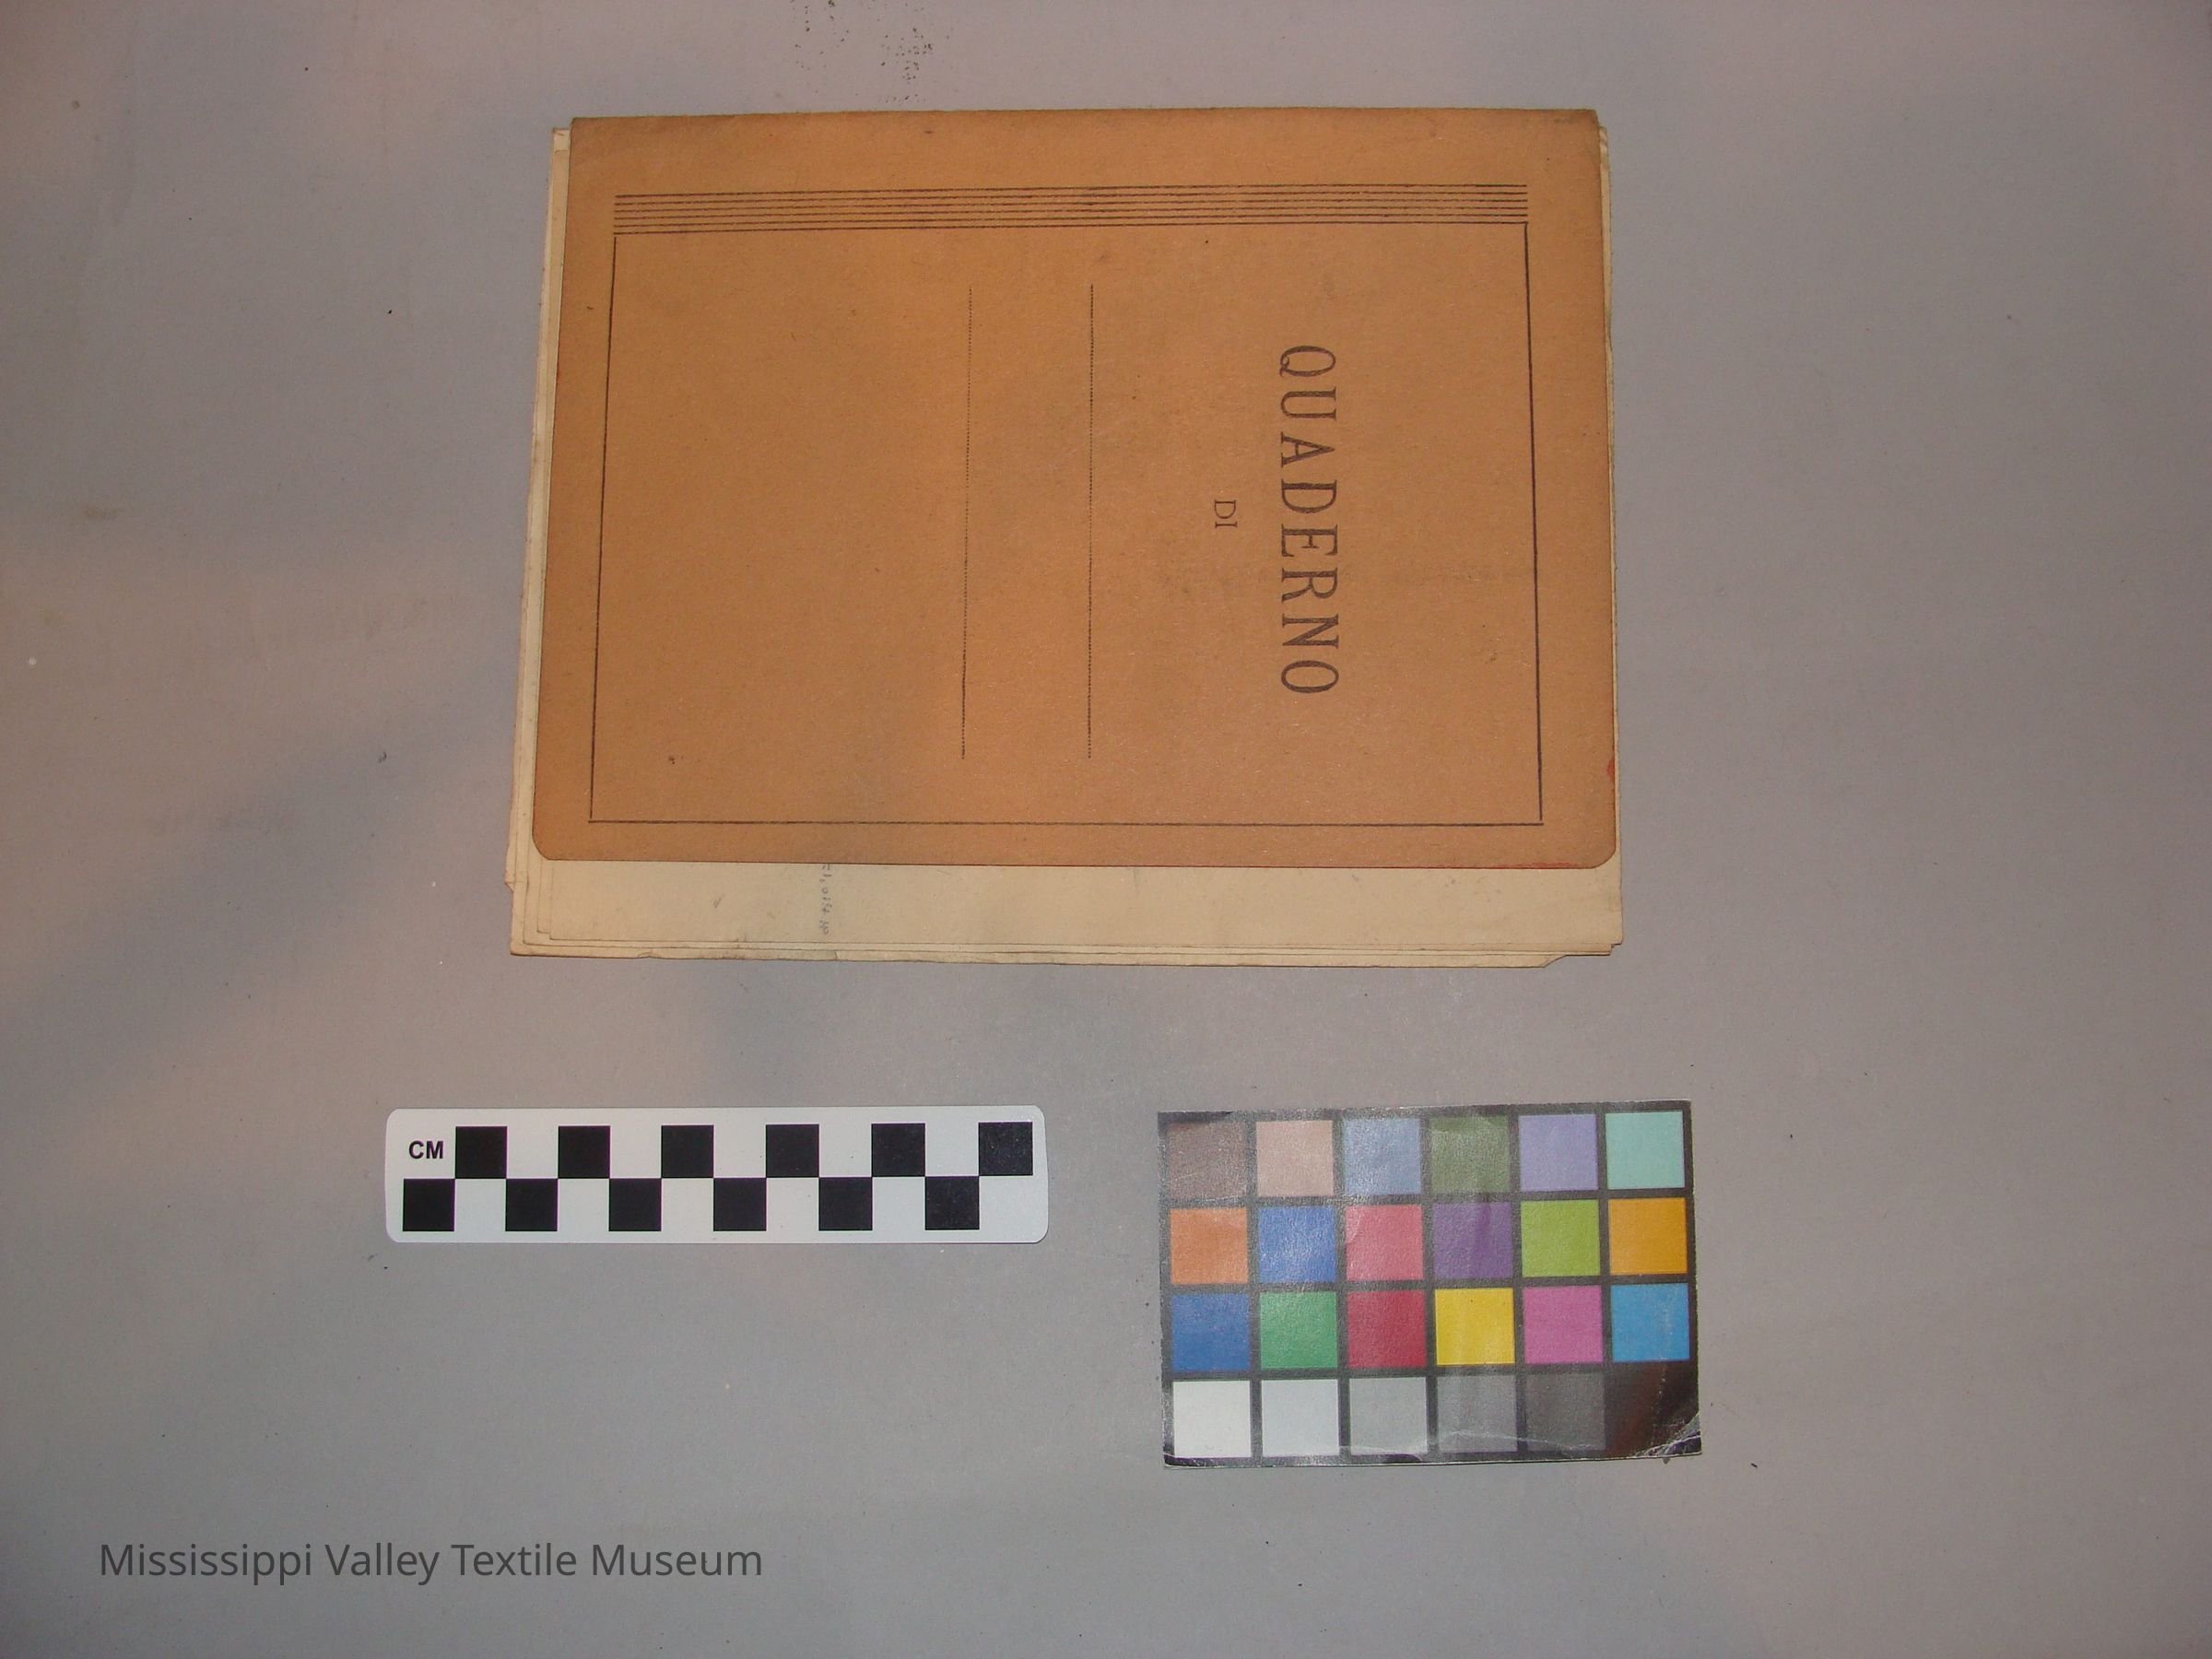 QUADERNO
DI
CM
Mississippi Valley Textile Museum